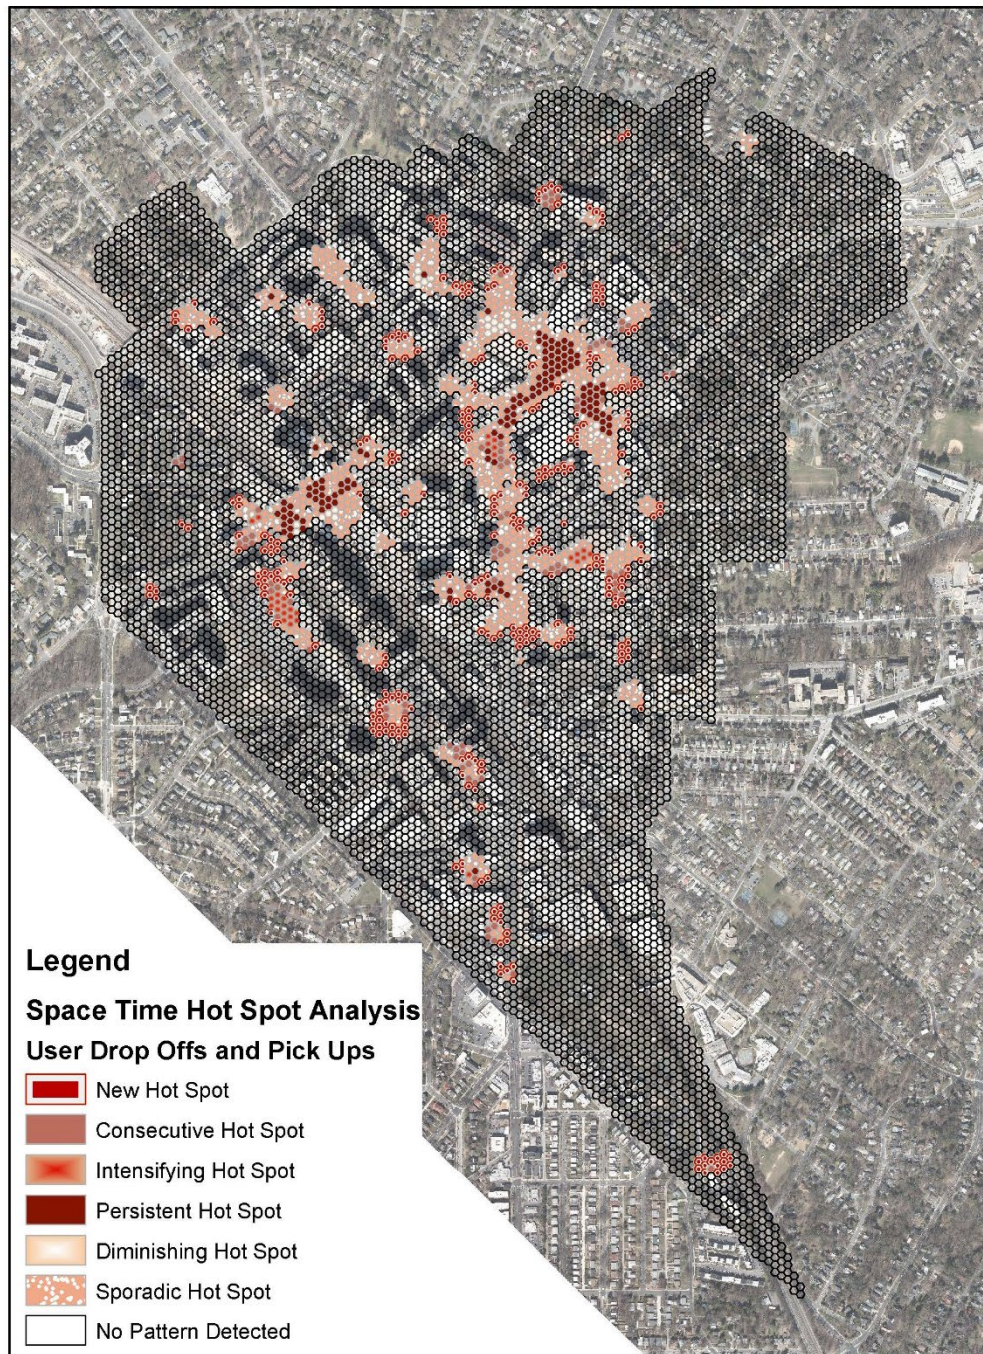 Legend
Space Time Hot Spot Analysis
User Drop Offs and Pick Ups
New Hot Spot
Consecutive Hot Spot
Intensifying Hot Spot
Persistent Hot Spot
Diminishing Hot Spot
Sporadic Hot Spot
No Pattern Detected